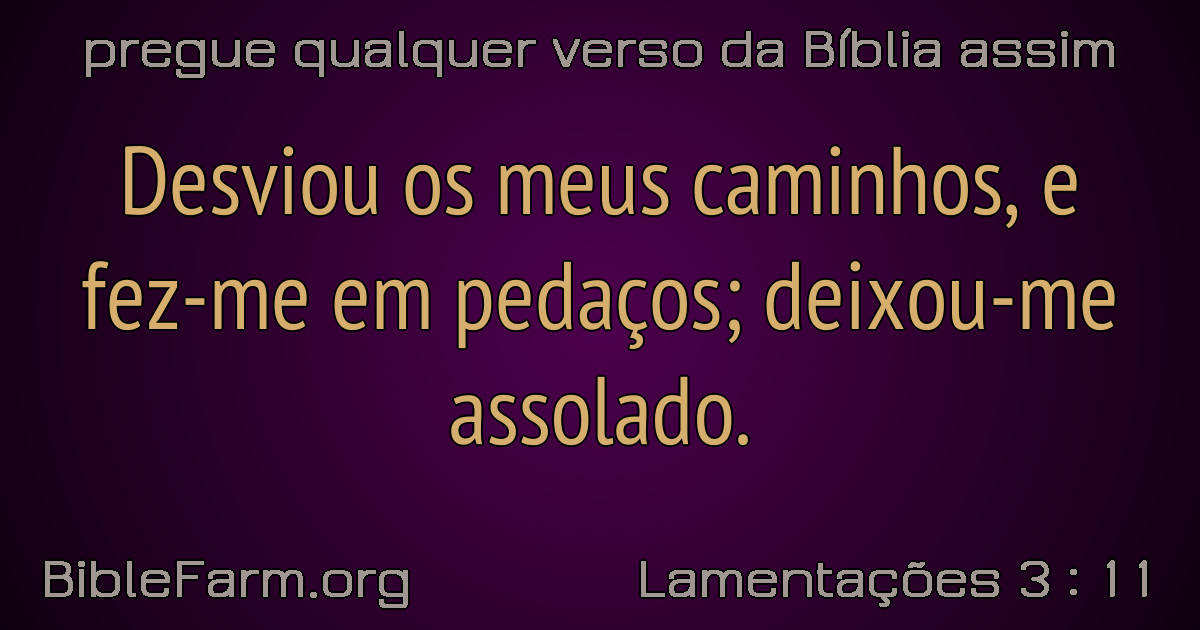 pregue qualquer verso da Bíblia assim
Desviou os meus caminhos, e
fez-me em pedaços; deixou-me
assolado.
BibleFarm.org
Lamentações 3 : 11